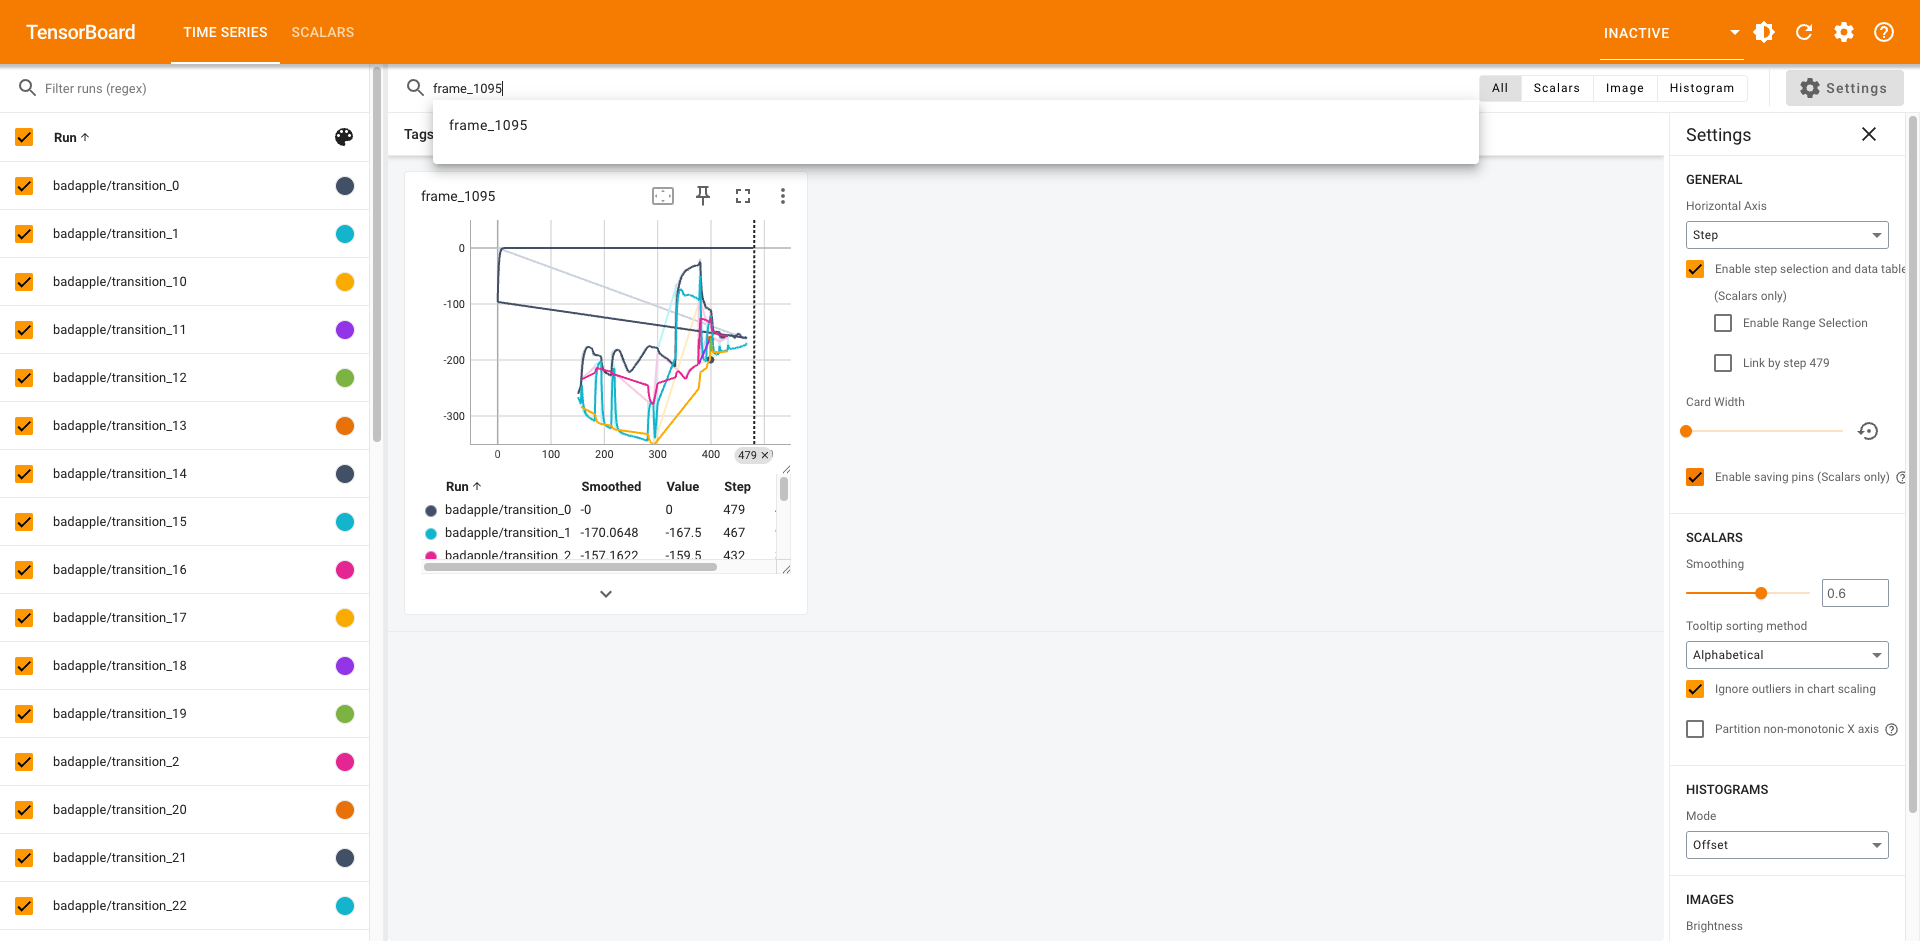 TensorBoard
TIME SERIES
SCALARS
INACTIVE
Filter runs (regex)
Run
badapple/transition_0
badapple/transition_1
badapple/transition_10
badapple/transition_11
badapple/transition_12
badapple/transition_13
badapple/transition_14
badapple/transition_15
badapple/transition_16
badapple/transition_17
badapple/transition_18
badapple/transition_19
badapple/transition_2
badapple/transition_20
badapple/transition_21
badapple/transition_22
frame_1095
All
Scalars
Image
Histogram
Settings
frame_1095
Tags
frame_1095
0
-100
-200
-300
0 100 200 300 400 479
Run Smoothed Value Step
badapple/transition_0 -0 0 479
badapple/transition_1 -170.0648 -167.5 467
badapple/transition_2 -157.1622 -159.5 432
Settings
GENERAL
Horizontal Axis
Step
Enable step selection and data table
(Scalars only)
Enable Range Selection
Link by step 479
Card Width
Enable saving pins (Scalars only)
SCALARS
Smoothing
0.6
Tooltip sorting method
Alphabetical
Ignore outliers in chart scaling
Partition non-monotonic X axis
HISTOGRAMS
Mode
Offset
IMAGES
Brightness